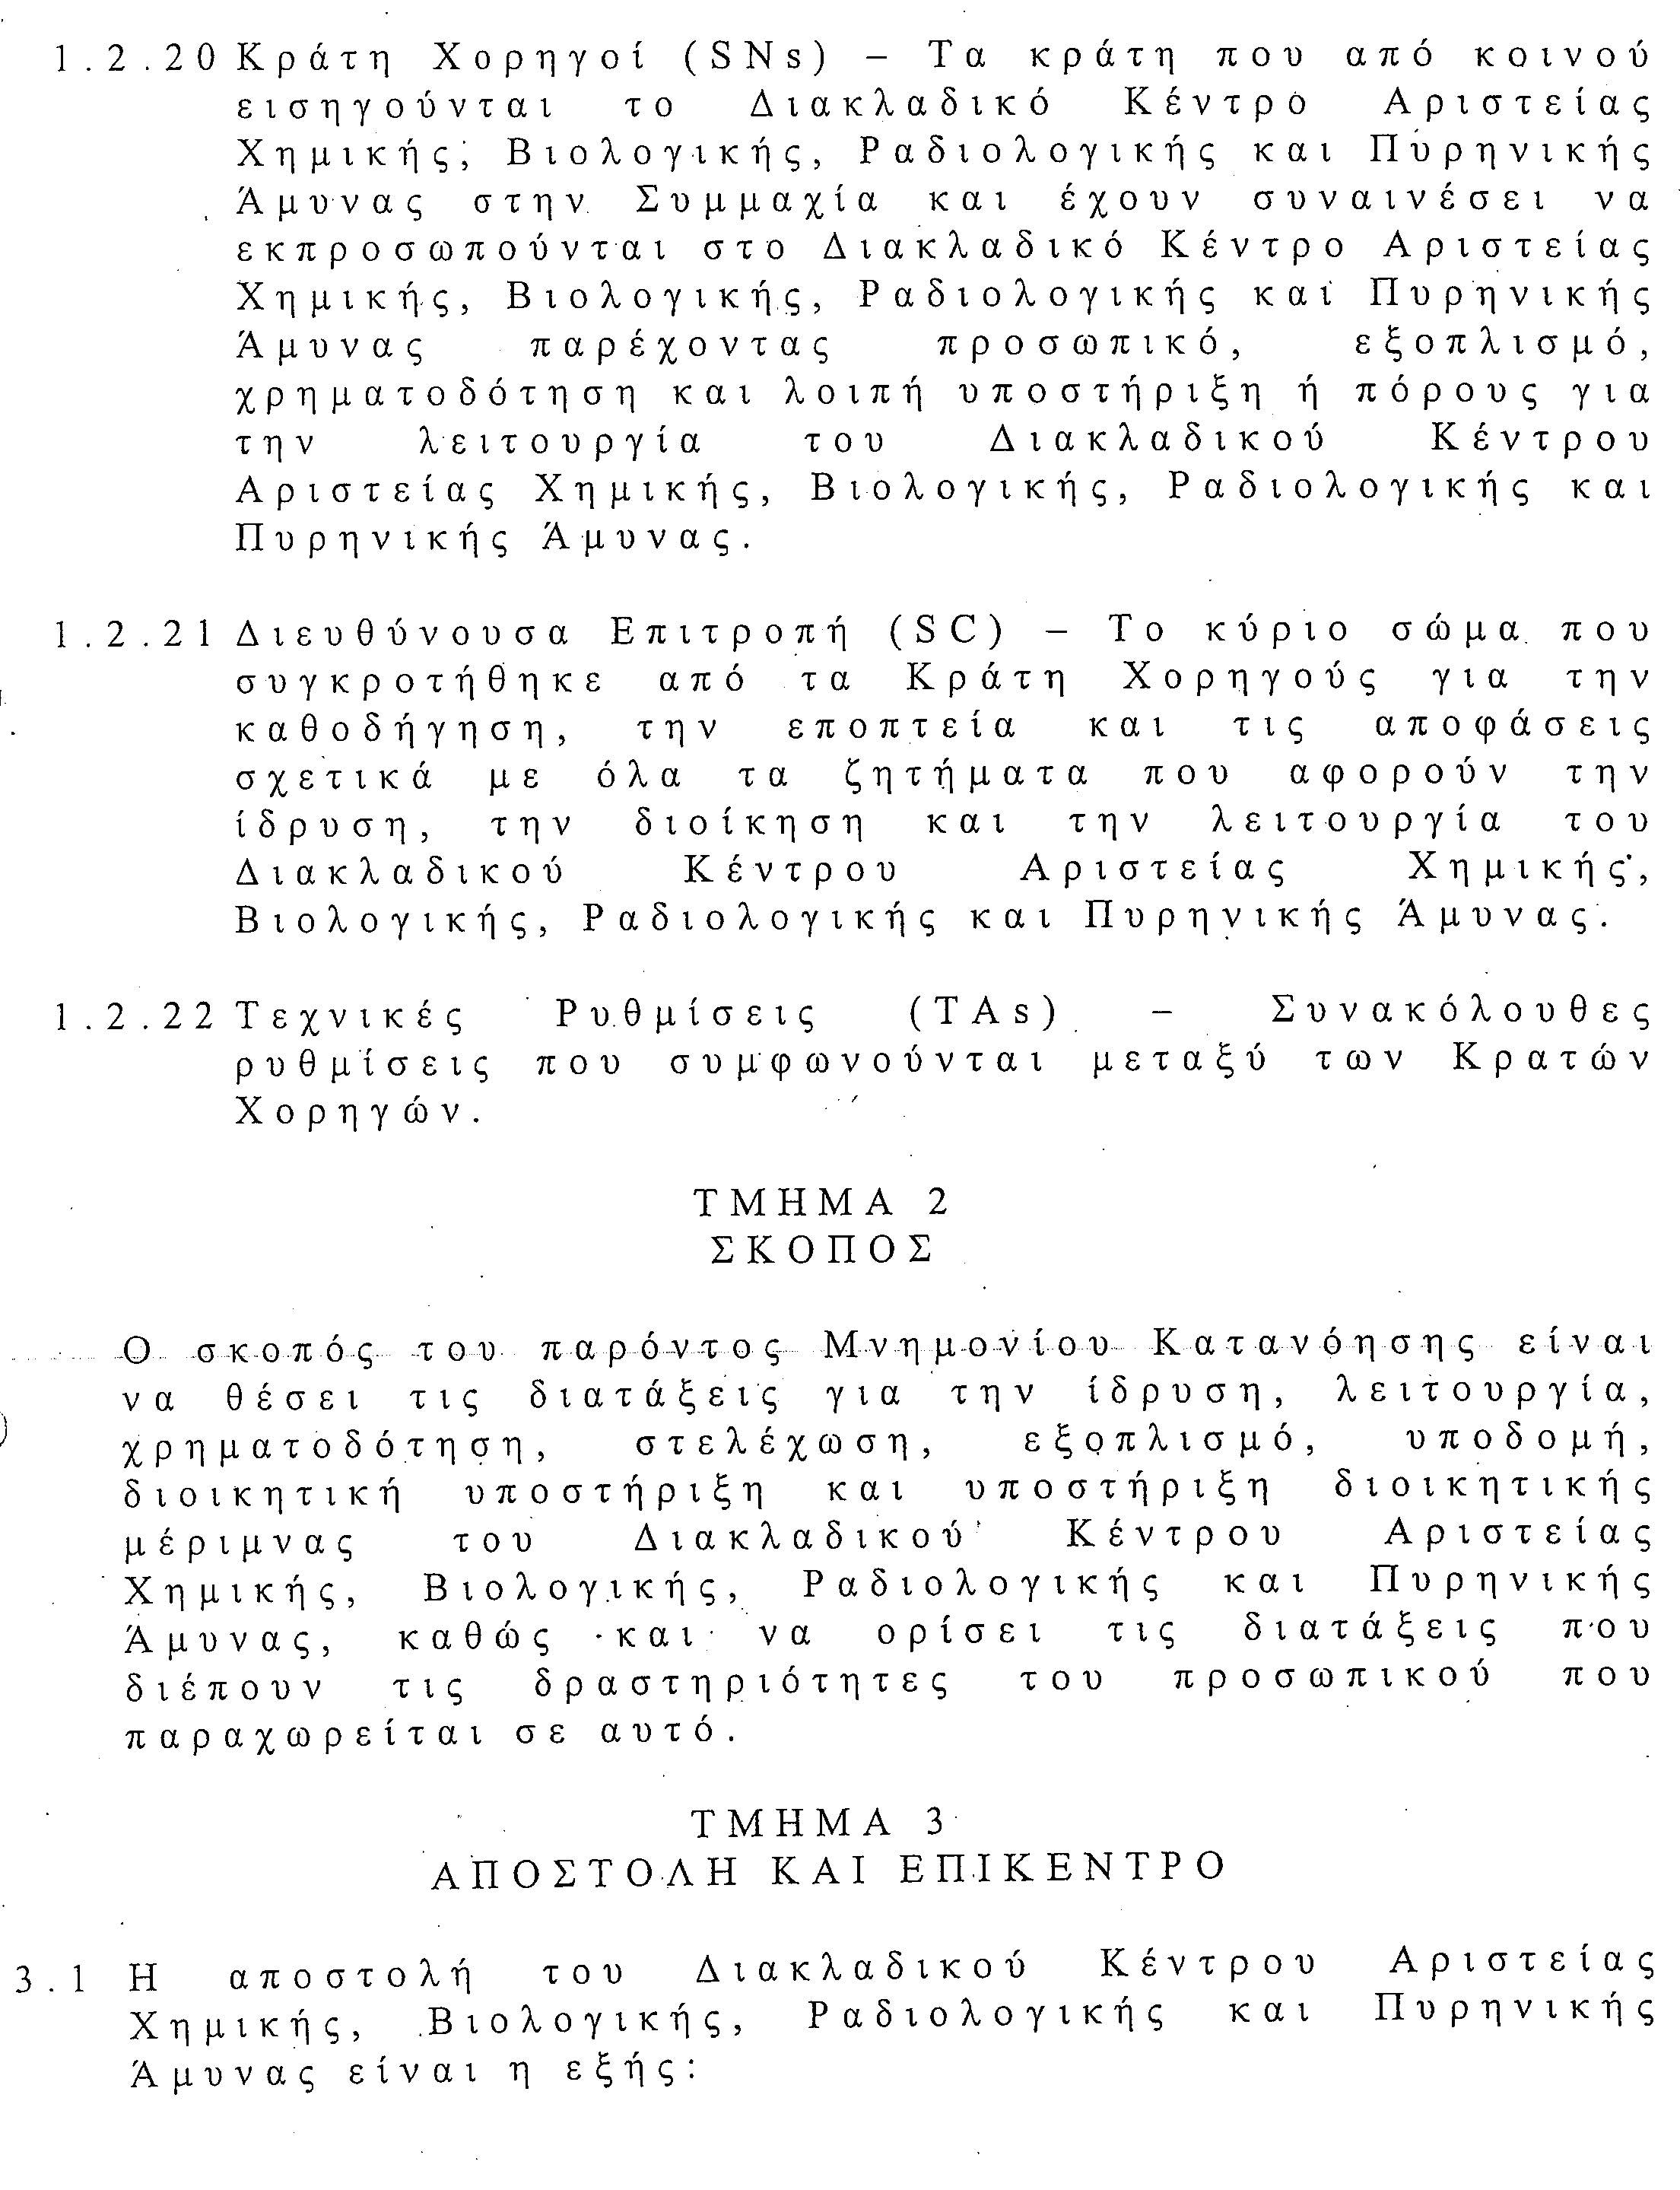 1.2.20 Κράτη Χορηγοί (SNs) – Τα κράτη που από κοινού
εισηγούνται το Διακλαδικό Κέντρο Αριστείας
Χημικής, Βιολογικής, Ραδιολογικής και Πυρηνικής
Άμυνας στην Συμμαχία και έχουν συναινέσει να
εκπροσωπούνται στο Διακλαδικό Κέντρο Αριστείας
Χημικής, Βιολογικής, Ραδιολογικής και Πυρηνικής
Άμυνας παρέχοντας προσωπικό, εξοπλισμό,
χρηματοδότηση και λοιπή υποστήριξη ή πόρους για
την λειτουργία του Διακλαδικού Κέντρου
Αριστείας Χημικής, Βιολογικής, Ραδιολογικής και
Πυρηνικής Άμυνας.
1.2.21 Διευθύνουσα Επιτροπή (SC) – Το κύριο σώμα που
συγκροτήθηκε από τα Κράτη Χορηγούς για την
καθοδήγηση, την εποπτεία και τις αποφάσεις
σχετικά με όλα τα ζητήματα που αφορούν την
ίδρυση, την διοίκηση και την λειτουργία του
Διακλαδικού Κέντρου Αριστείας Χημικής,
Βιολογικής, Ραδιολογικής και Πυρηνικής Άμυνας.
1.2.22 Τεχνικές Ρυθμίσεις (TAs) – Συνακόλουθες
ρυθμίσεις που συμφωνούνται μεταξύ των Κρατών
Χορηγών.
ΤΜΗΜΑ 2
ΣΚΟΠΟΣ
Ο σκοπός του παρόντος Μνημονίου Κατανόησης είναι
να θέσει τις διατάξεις για την ίδρυση, λειτουργία,
χρηματοδότηση, στελέχωση, εξοπλισμό, υποδομή,
διοικητική υποστήριξη και υποστήριξη διοικητικής
μέριμνας του Διακλαδικού Κέντρου Αριστείας
Χημικής, Βιολογικής, Ραδιολογικής και Πυρηνικής
Άμυνας, καθώς και να ορίσει τις διατάξεις που
διέπουν τις δραστηριότητες του προσωπικού που
παραχωρείται σε αυτό.
ΤΜΗΜΑ 3
ΑΠΟΣΤΟΛΗ ΚΑΙ ΕΠΙΚΕΝΤΡΟ
3.1 Η αποστολή του Διακλαδικού Κέντρου Αριστείας
Χημικής, Βιολογικής, Ραδιολογικής και Πυρηνικής
Άμυνας είναι η εξής: